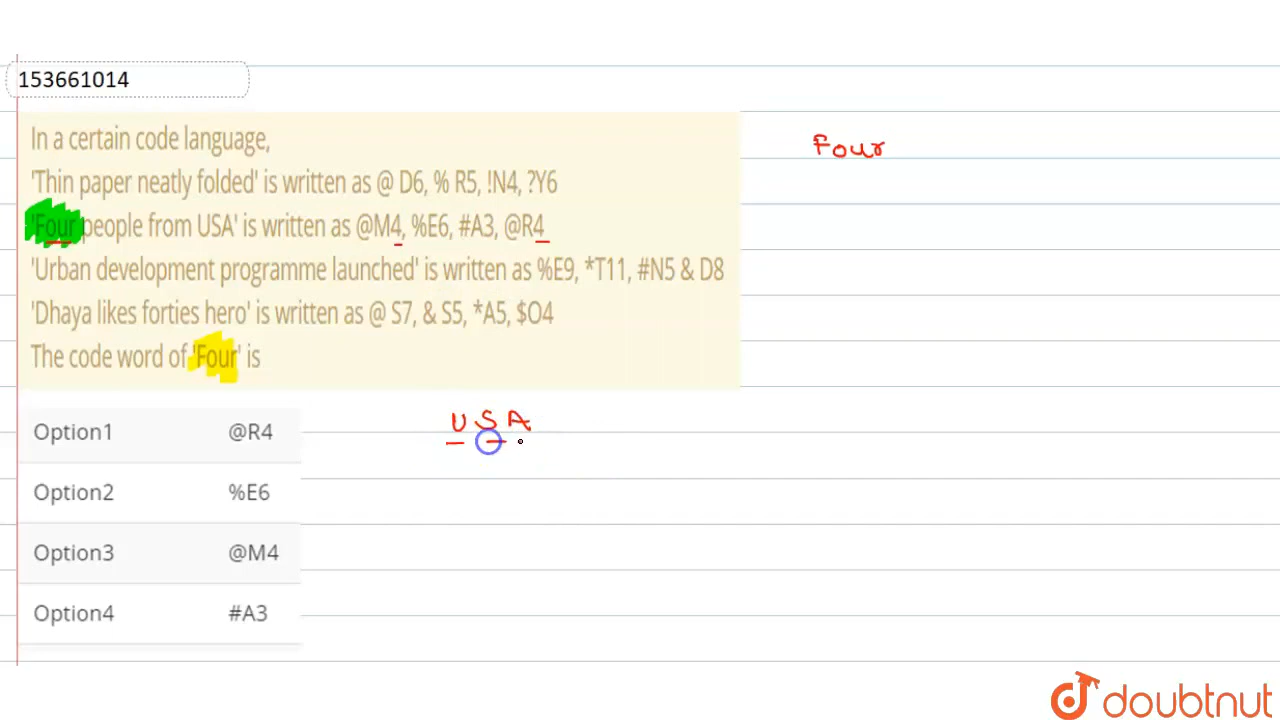 153661014
In a certain code language,
'Thin paper neatly folded' is written as @ D6, % R5, !N4, ?Y6
Four
'Four people from USA' is written as @M4, %E6, #A3, @R4
'Urban development programme launched' is written as %E9, *T11, #N5 & D8
'Dhaya likes forties hero' is written as @ S7, & S5, *A5, $O4
The code word of 'Four' is
Option1 @R4
USA
Option2 %E6
Option3 @M4
Option4 #A3
doubtnut